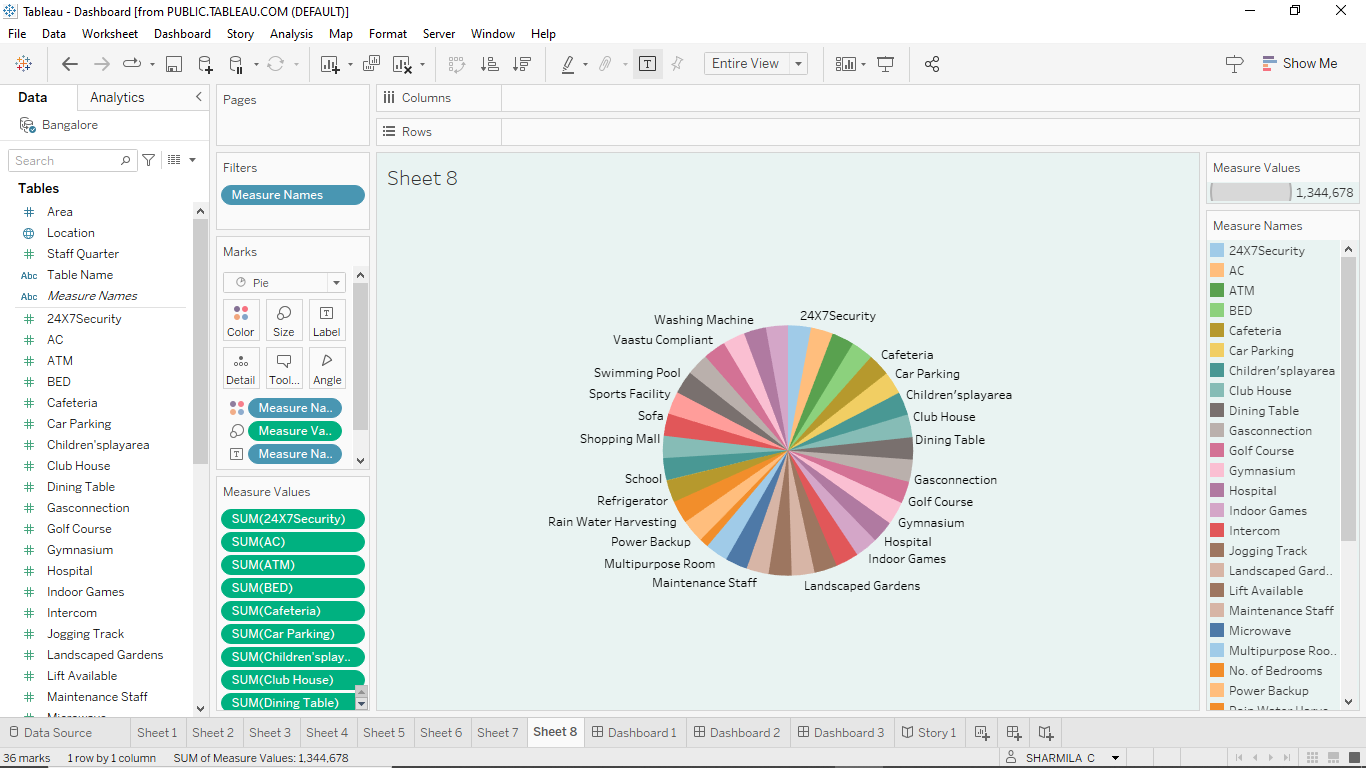 Tableau - Dashboard [from PUBLIC.TABLEAU.COM (DEFAULT)]
File Data Worksheet Dashboard Story Analysis Map Format Server Window Help
Entire View
Show Me
Data Analytics
Bangalore
Search
Tables
Area
Location
Staff Quarter
Abc Table Name
Abc Measure Names
24X7Security
AC
ATM
BED
Cafeteria
Car Parking
Children'splayarea
Club House
Dining Table
Gasconnection
Golf Course
Gymnasium
Hospital
Indoor Games
Intercom
Jogging Track
Landscaped Gardens
Lift Available
Maintenance Staff
Microwave
Pages
Filters
Measure Names
Marks
Pie
Color Size Label
Detail Tool... Angle
Measure Na..
Measure Va..
Measure Na..
Measure Values
SUM(24X7Security)
SUM(AC)
SUM(ATM)
SUM(BED)
SUM(Cafeteria)
SUM(Car Parking)
SUM(Children'splay..
SUM(Club House)
SUM(Dining Table)
Columns
Rows
Sheet 8
24X7Security
Cafeteria
Car Parking
Children'splayarea
Club House
Dining Table
Gasconnection
Golf Course
Gymnasium
Hospital
Indoor Games
Landscaped Gardens
Maintenance Staff
Multipurpose Room
Power Backup
Rain Water Harvesting
Refrigerator
School
Shopping Mall
Sofa
Sports Facility
Swimming Pool
Vaastu Compliant
Washing Machine
Measure Values
1,344,678
Measure Names
24X7Security
AC
ATM
BED
Cafeteria
Car Parking
Children'splayarea
Club House
Dining Table
Gasconnection
Golf Course
Gymnasium
Hospital
Indoor Games
Intercom
Jogging Track
Landscaped Gard..
Lift Available
Maintenance Staff
Microwave
Multipurpose Roo..
No. of Bedrooms
Power Backup
Rain Water Harve..
Data Source Sheet 1 Sheet 2 Sheet 3 Sheet 4 Sheet 5 Sheet 6 Sheet 7 Sheet 8 Dashboard 1 Dashboard 2 Dashboard 3 Story 1
36 marks 1 row by 1 column SUM of Measure Values: 1,344,678 SHARMILA C